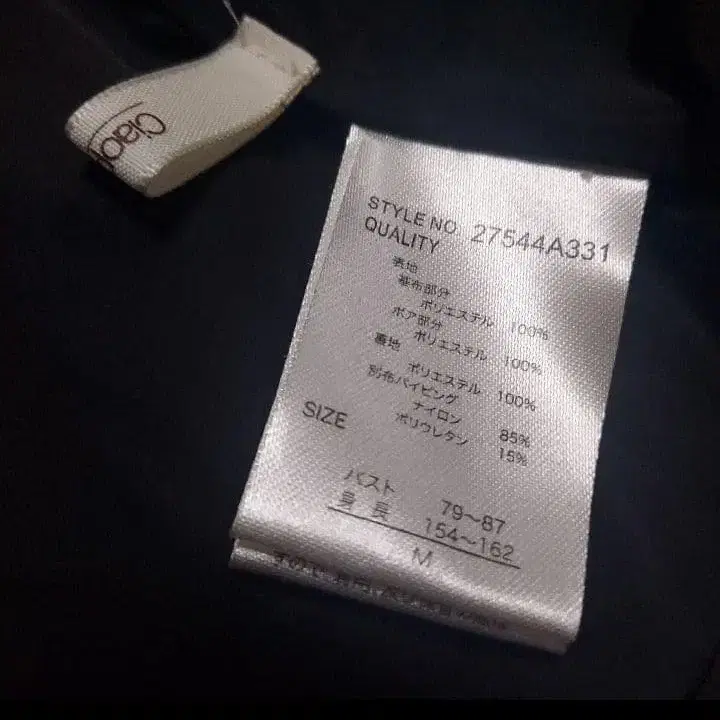 Ciao
STYLE NO 27544A331
QUALITY
表地
基布部分
ポリエステル 100%
ボア部分
ポリエステル 100%
裏地
ポリエステル 100%
別布パイピング
ナイロン 85%
ポリウレタン 15%
SIZE
バスト 79~87
身長 154~162
M